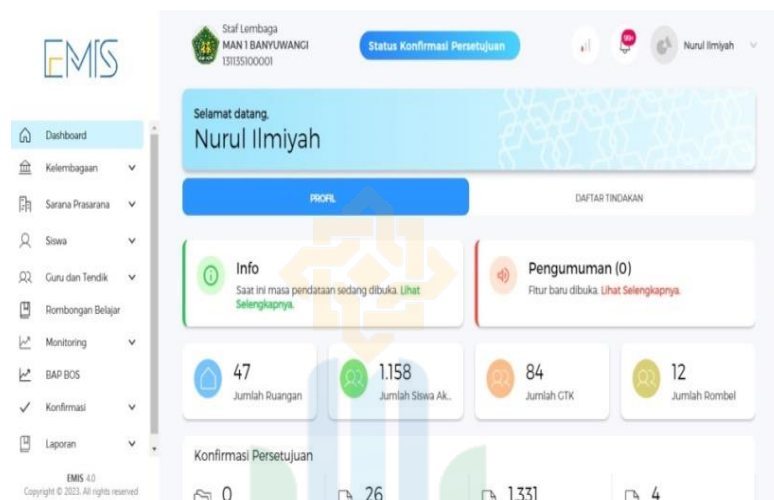 EMIS
Staf Lembaga
MAN 1 BANYUWANGI
131135100001
Status Konfirmasi Persetujuan
99+
Nurul Ilmiyah
Dashboard
Kelembagaan
Sarana Prasarana
Siswa
Guru dan Tendik
Rombongan Belajar
Monitoring
BAP BOS
Konfirmasi
Laporan
EMIS 4.0
Copyright © 2023. All rights reserved
Selamat datang,
Nurul Ilmiyah
PROFIL
DAFTAR TINDAKAN
Info
Saat ini masa pendataan sedang dibuka. Lihat
Selengkapnya.
Pengumuman (0)
Fitur baru dibuka. Lihat Selengkapnya.
47
Jumlah Ruangan
1.158
Jumlah Siswa Ak..
84
Jumlah GTK
12
Jumlah Rombel
Konfirmasi Persetujuan
0
26
1.331
4